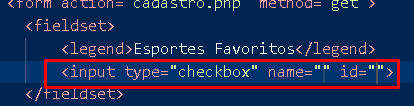 <form action="cadastro.php" method="get">
<fieldset>
<legend>Esportes Favoritos</legend>
<input type="checkbox" name="" id="">
</fieldset>